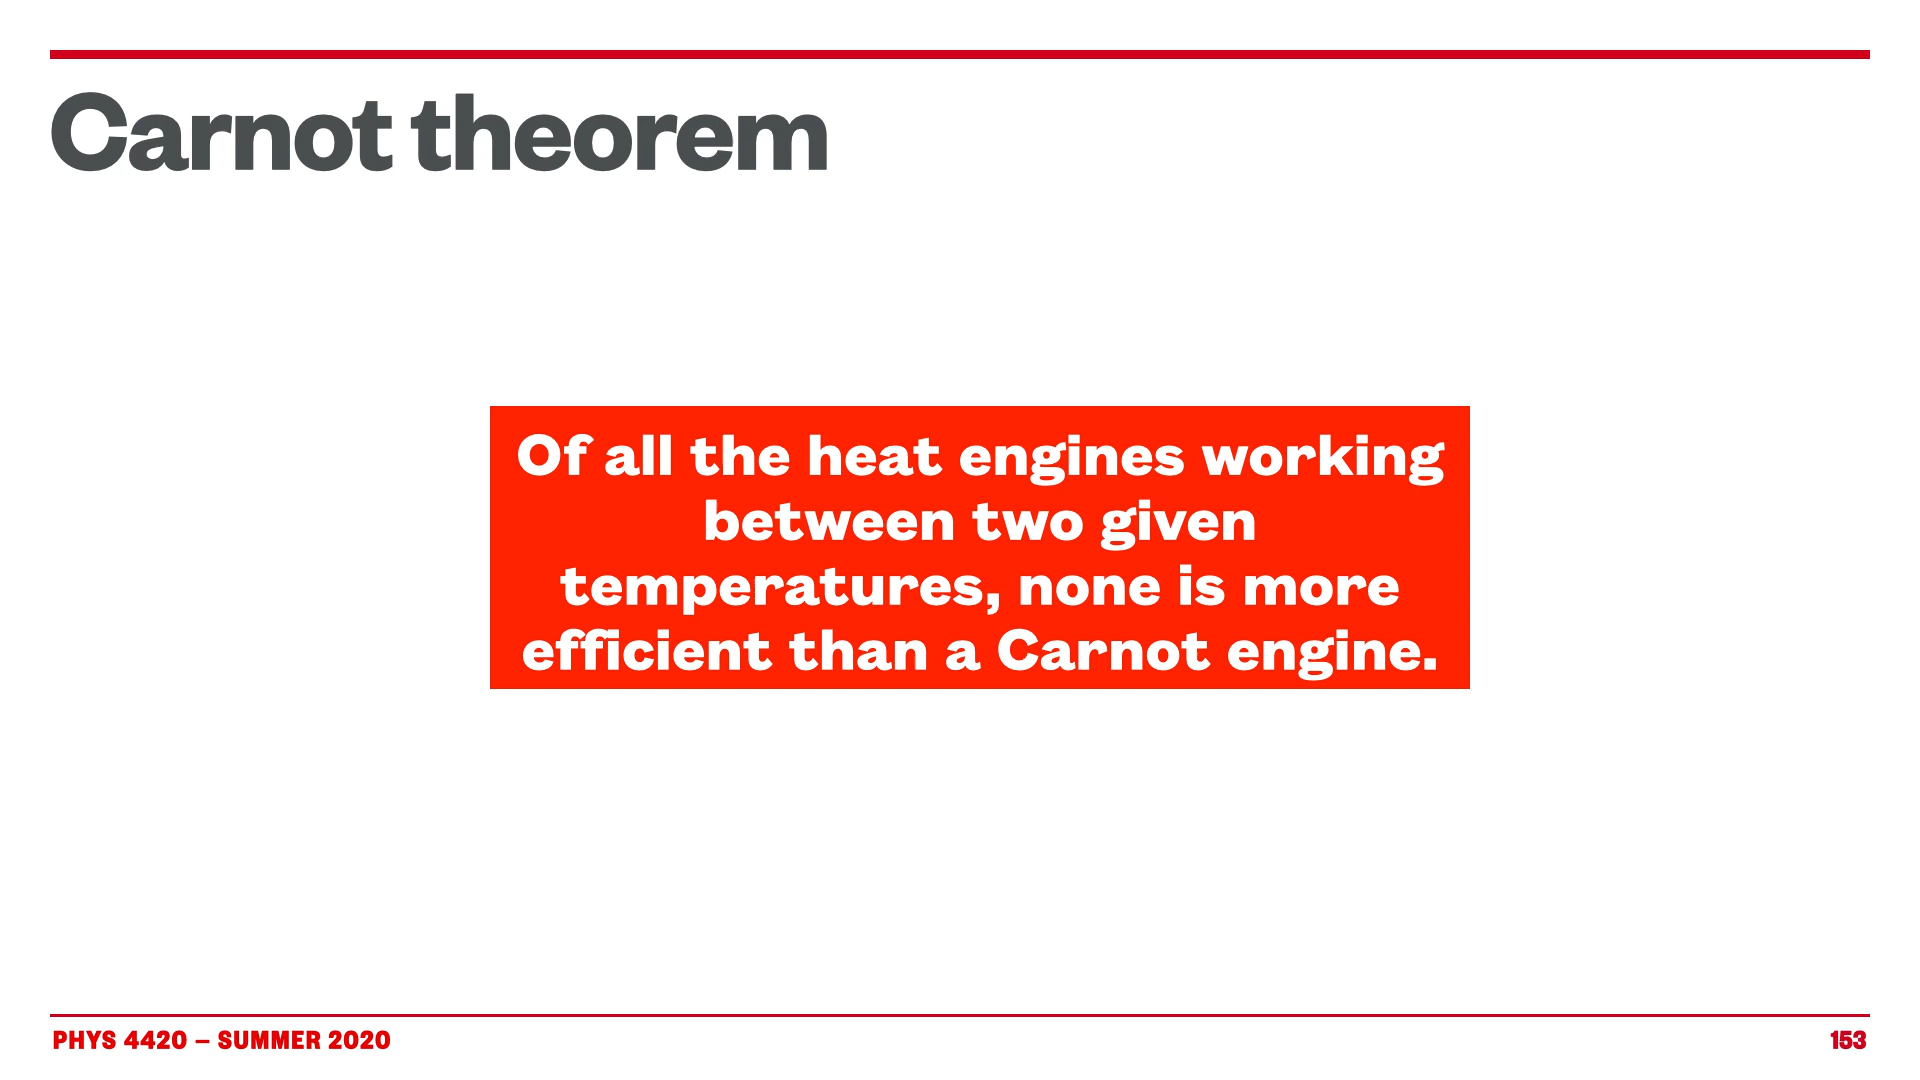 Carnot theorem
Of all the heat engines working
between two given
temperatures, none is more
efficient than a Carnot engine.
PHYS 4420 – SUMMER 2020
153